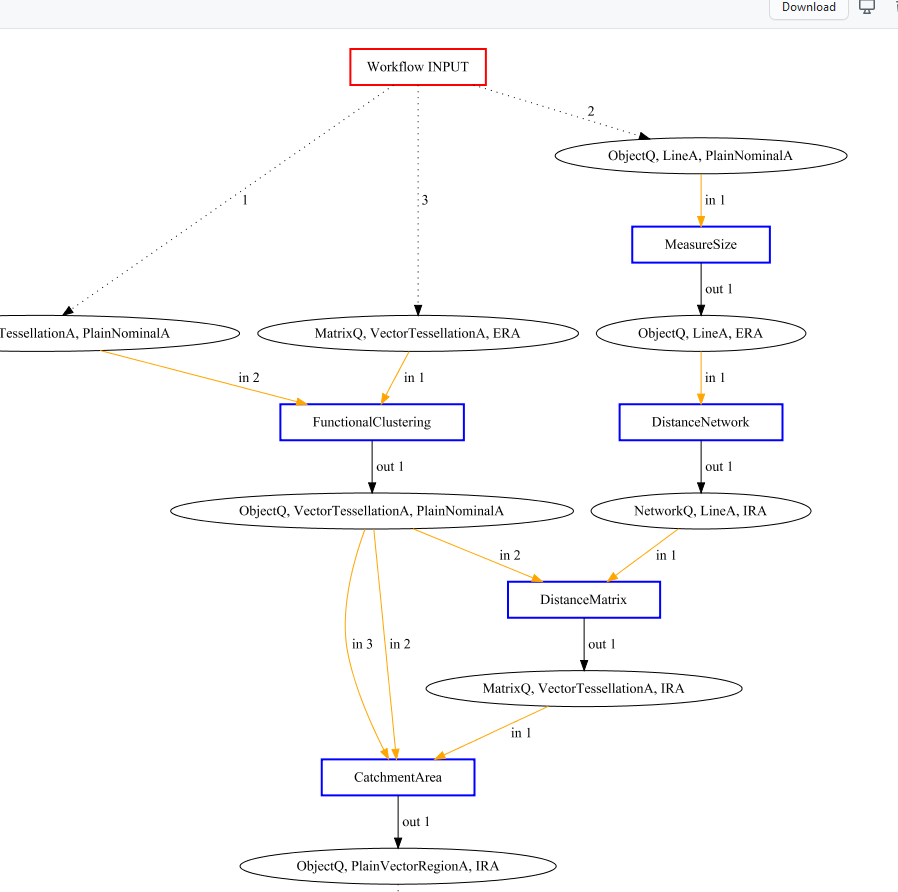 Download
Workflow INPUT
2
ObjectQ, LineA, PlainNominalA
1
3
in 1
MeasureSize
out 1
TessellationA, PlainNominalA
MatrixQ, VectorTessellationA, ERA
ObjectQ, LineA, ERA
in 2
in 1
in 1
FunctionalClustering
DistanceNetwork
out 1
out 1
ObjectQ, VectorTessellationA, PlainNominalA
NetworkQ, LineA, IRA
in 2
in 1
DistanceMatrix
in 3
in 2
out 1
MatrixQ, VectorTessellationA, IRA
in 1
CatchmentArea
out 1
ObjectQ, PlainVectorRegionA, IRA